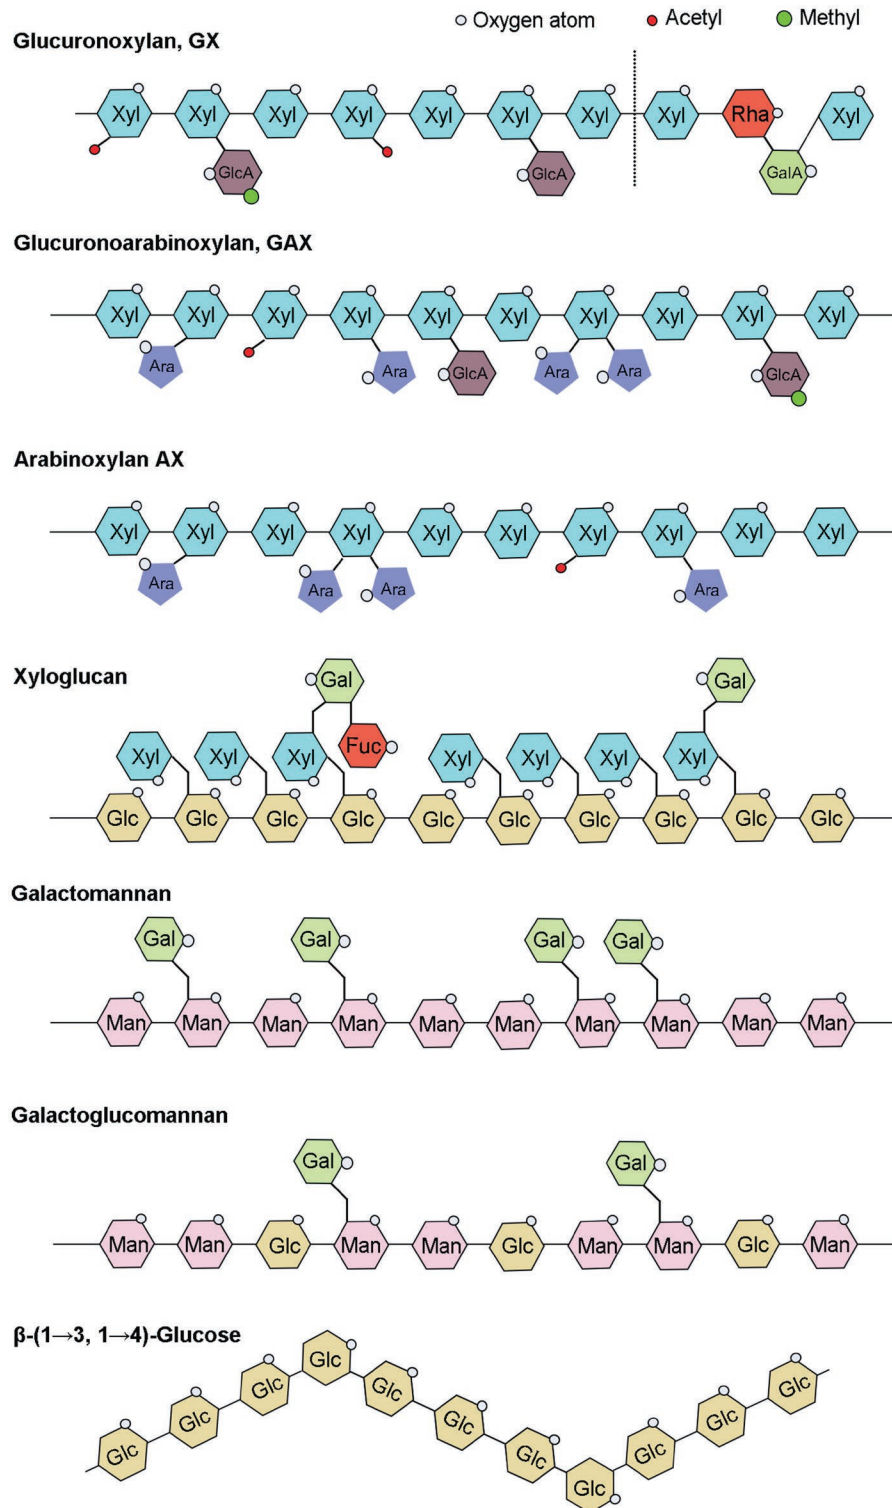 Oxygen atom Acetyl Methyl
Glucuronoxylan, GX
Xyl Xyl Xyl Xyl Xyl Xyl Xyl Xyl Rha Xyl
GlcA GlcA GalA
Glucuronoarabinoxylan, GAX
Xyl Xyl Xyl Xyl Xyl Xyl Xyl Xyl Xyl Xyl
Ara Ara GlcA Ara Ara GlcA
Arabinoxylan AX
Xyl Xyl Xyl Xyl Xyl Xyl Xyl Xyl Xyl Xyl
Ara Ara Ara Ara
Xyloglucan
Gal Gal
Xyl Xyl Xyl Fuc Xyl Xyl Xyl Xyl
Glc Glc Glc Glc Glc Glc Glc Glc Glc Glc
Galactomannan
Gal Gal Gal Gal
Man Man Man Man Man Man Man Man Man Man
Galactoglucomannan
Gal Gal
Man Man Glc Man Man Glc Man Man Glc Man
β-(1→3, 1→4)-Glucose
Glc Glc Glc Glc Glc Glc Glc Glc Glc Glc